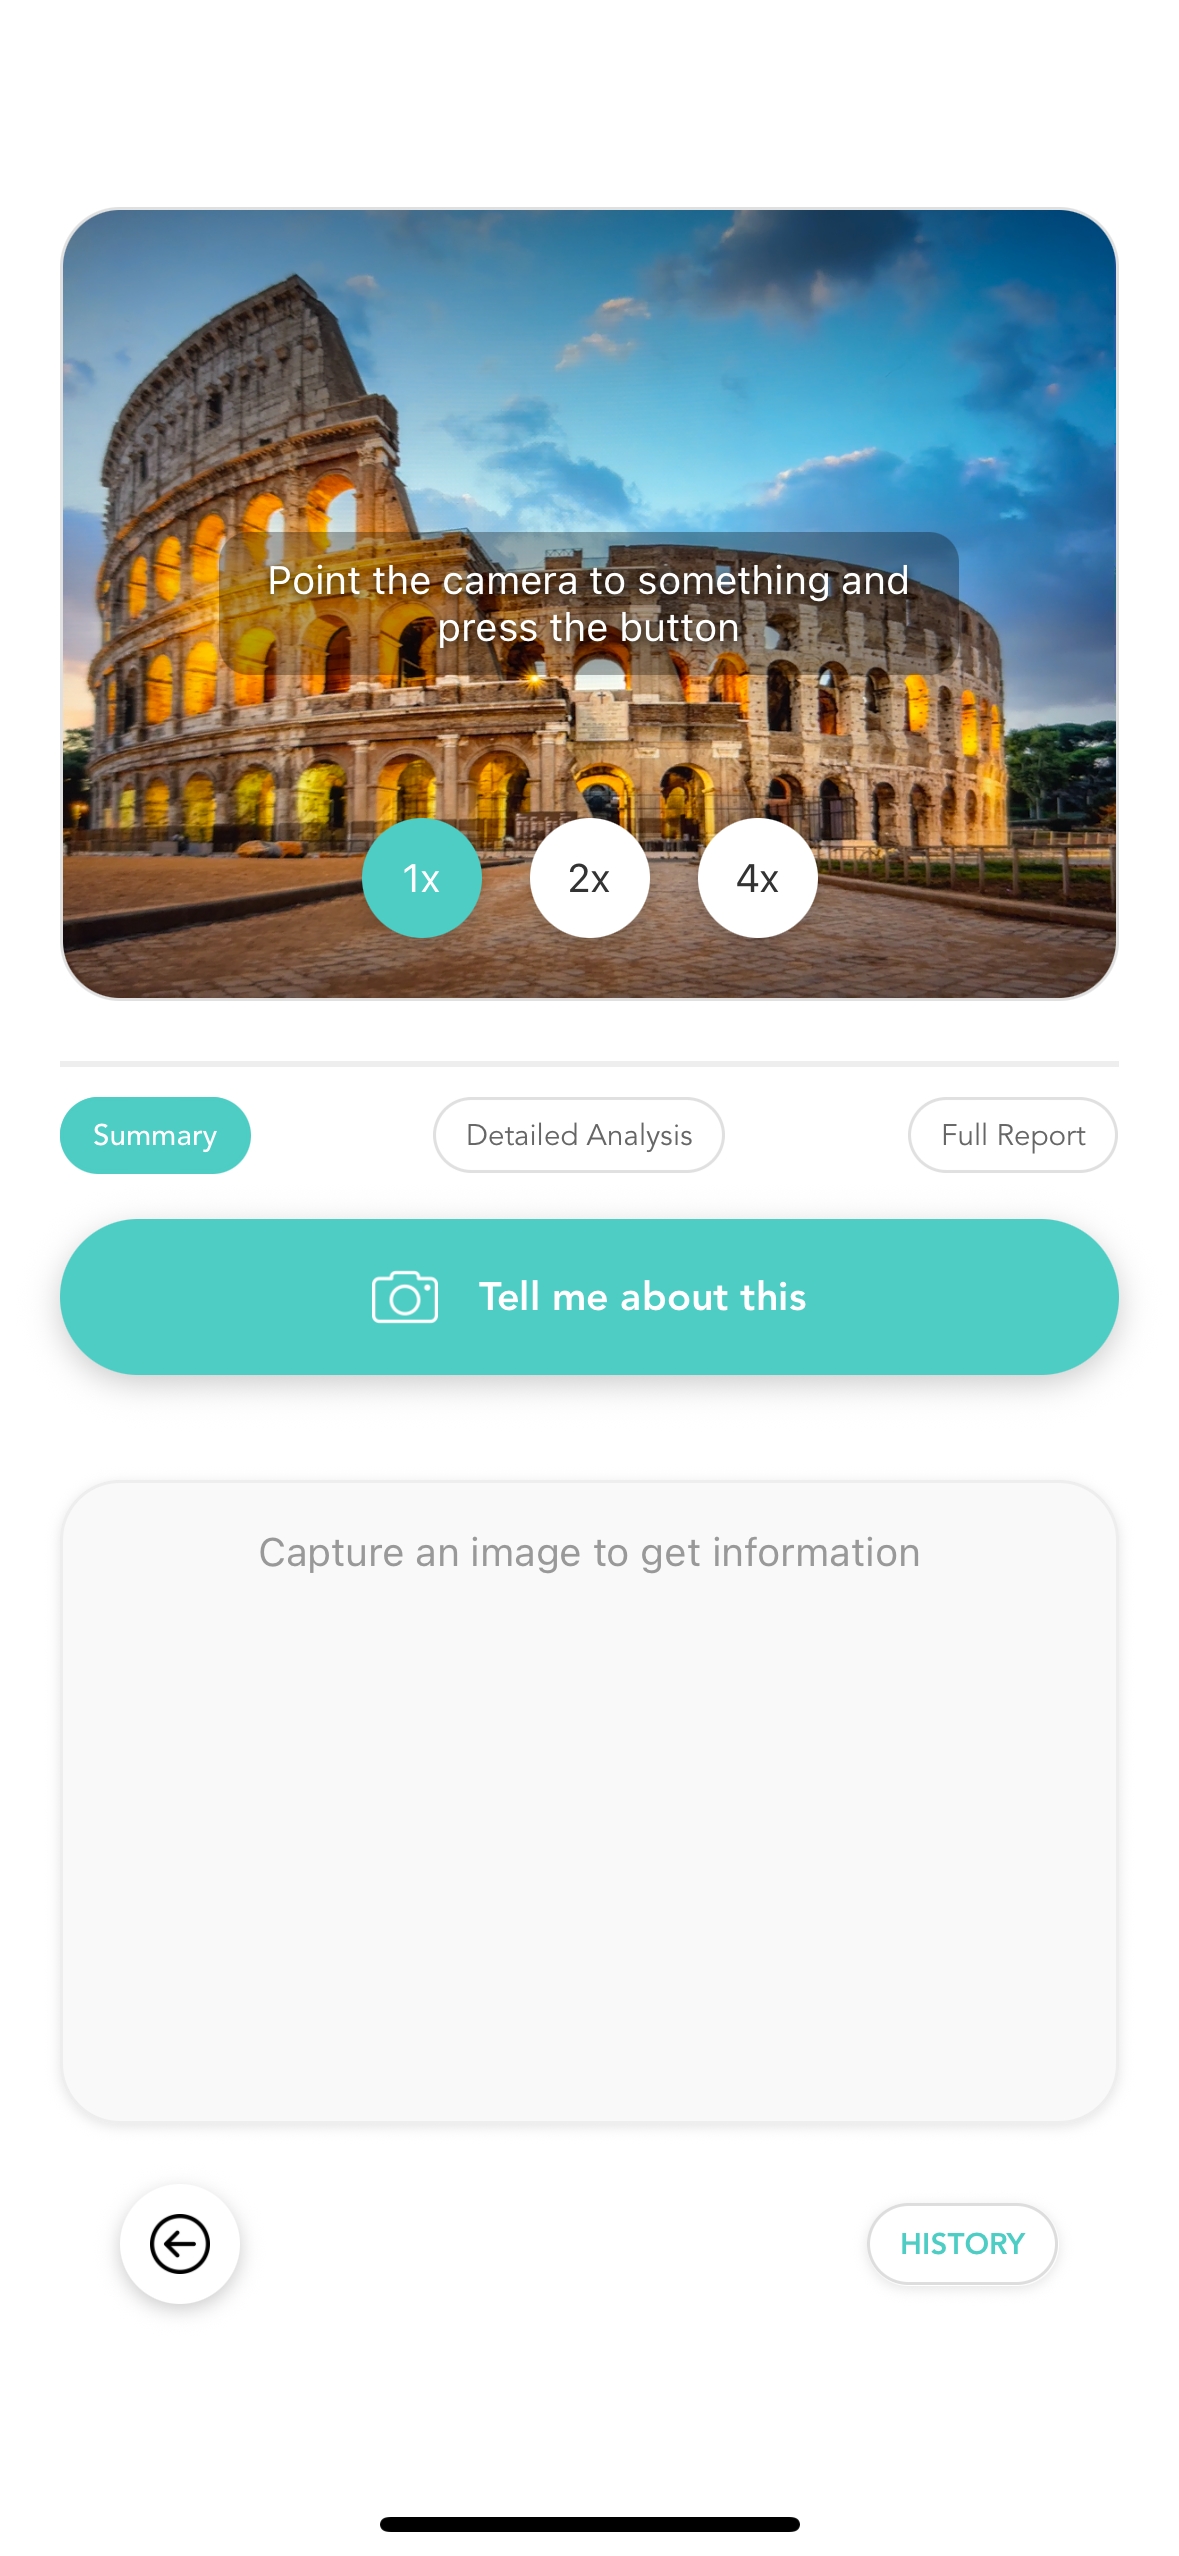 Point the camera to something and
press the button
1x
2x
4x
Summary
Detailed Analysis
Full Report
Tell me about this
Capture an image to get information
HISTORY